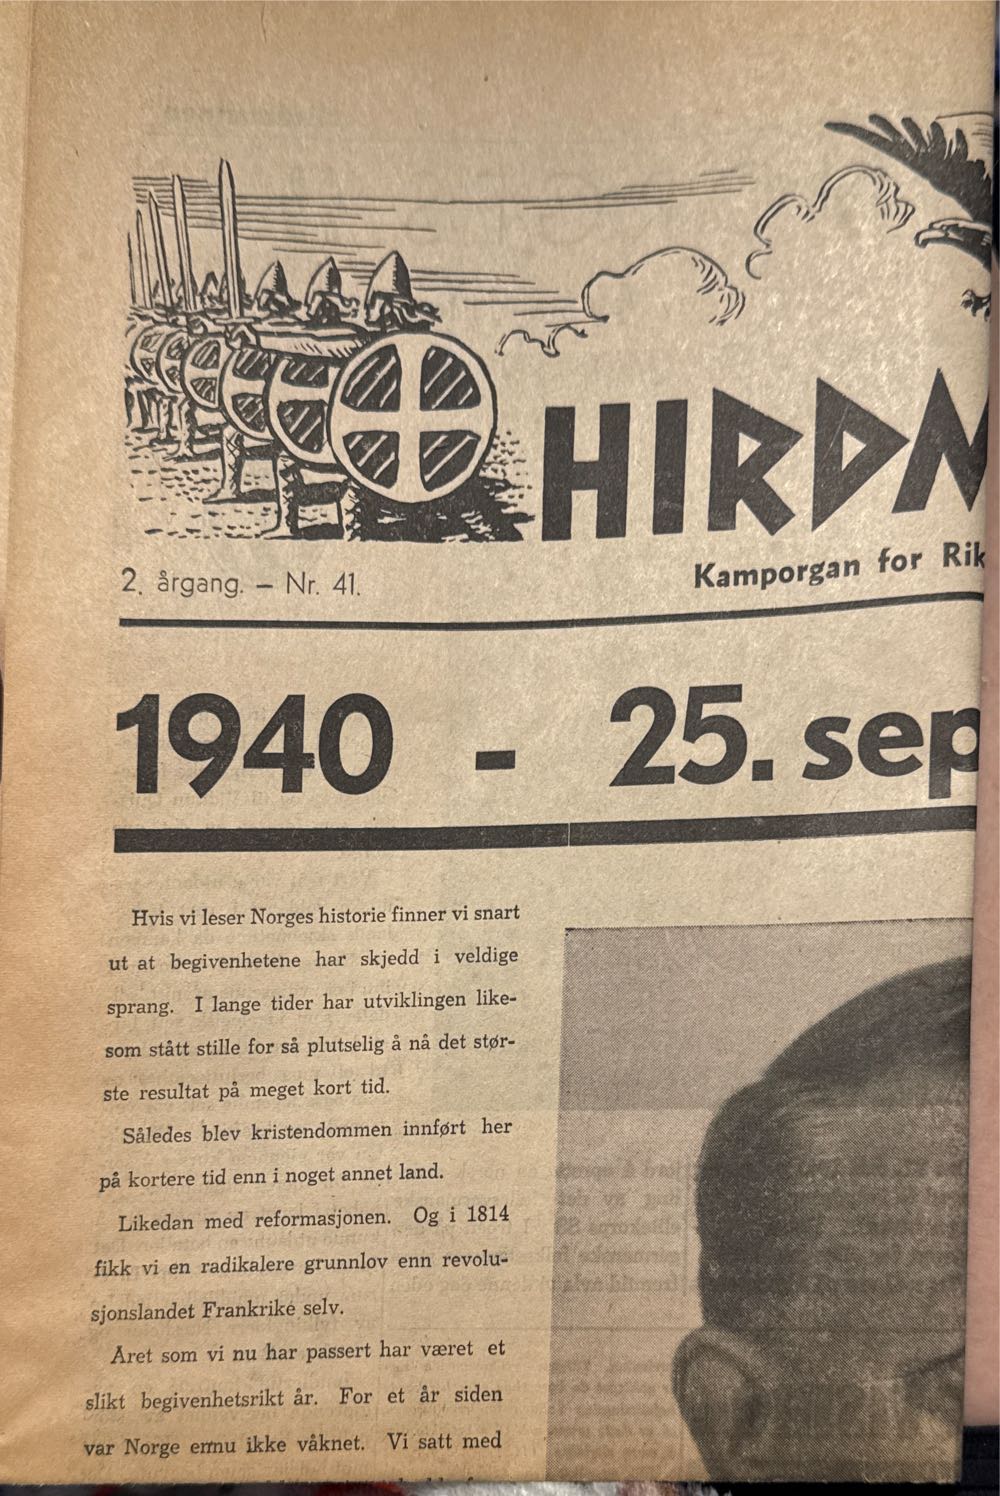 HIRDM
2. årgang. – Nr. 41.
Kamporgan for Rik
1940 - 25. sep
Hvis vi leser Norges historie finner vi snart
ut at begivenhetene har skjedd i veldige
sprang. I lange tider har utviklingen like-
som stått stille for så plutselig å nå det stør-
ste resultat på meget kort tid.
Således blev kristendommen innført her
på kortere tid enn i noget annet land.
Likedan med reformasjonen. Og i 1814
fikk vi en radikalere grunnlov enn revolu-
sjonslandet Frankrike selv.
Året som vi nu har passert har været et
slikt begivenhetsrikt år. For et år siden
var Norge ennu ikke våknet. Vi satt med